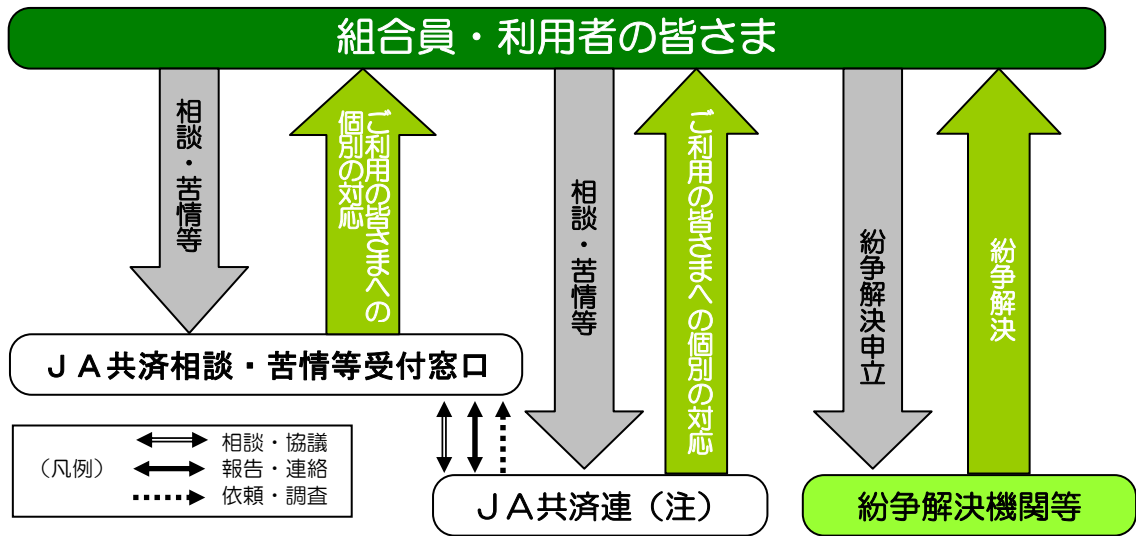 組合員・利用者の皆さま
相談・苦情等
ご利用の皆さまへの
個別の対応
相談・苦情等
ご利用の皆さまへの個別の対応
紛争解決申立
紛争解決
ＪＡ共済相談・苦情等受付窓口
（凡例）
相談・協議
報告・連絡
依頼・調査
ＪＡ共済連（注）
紛争解決機関等